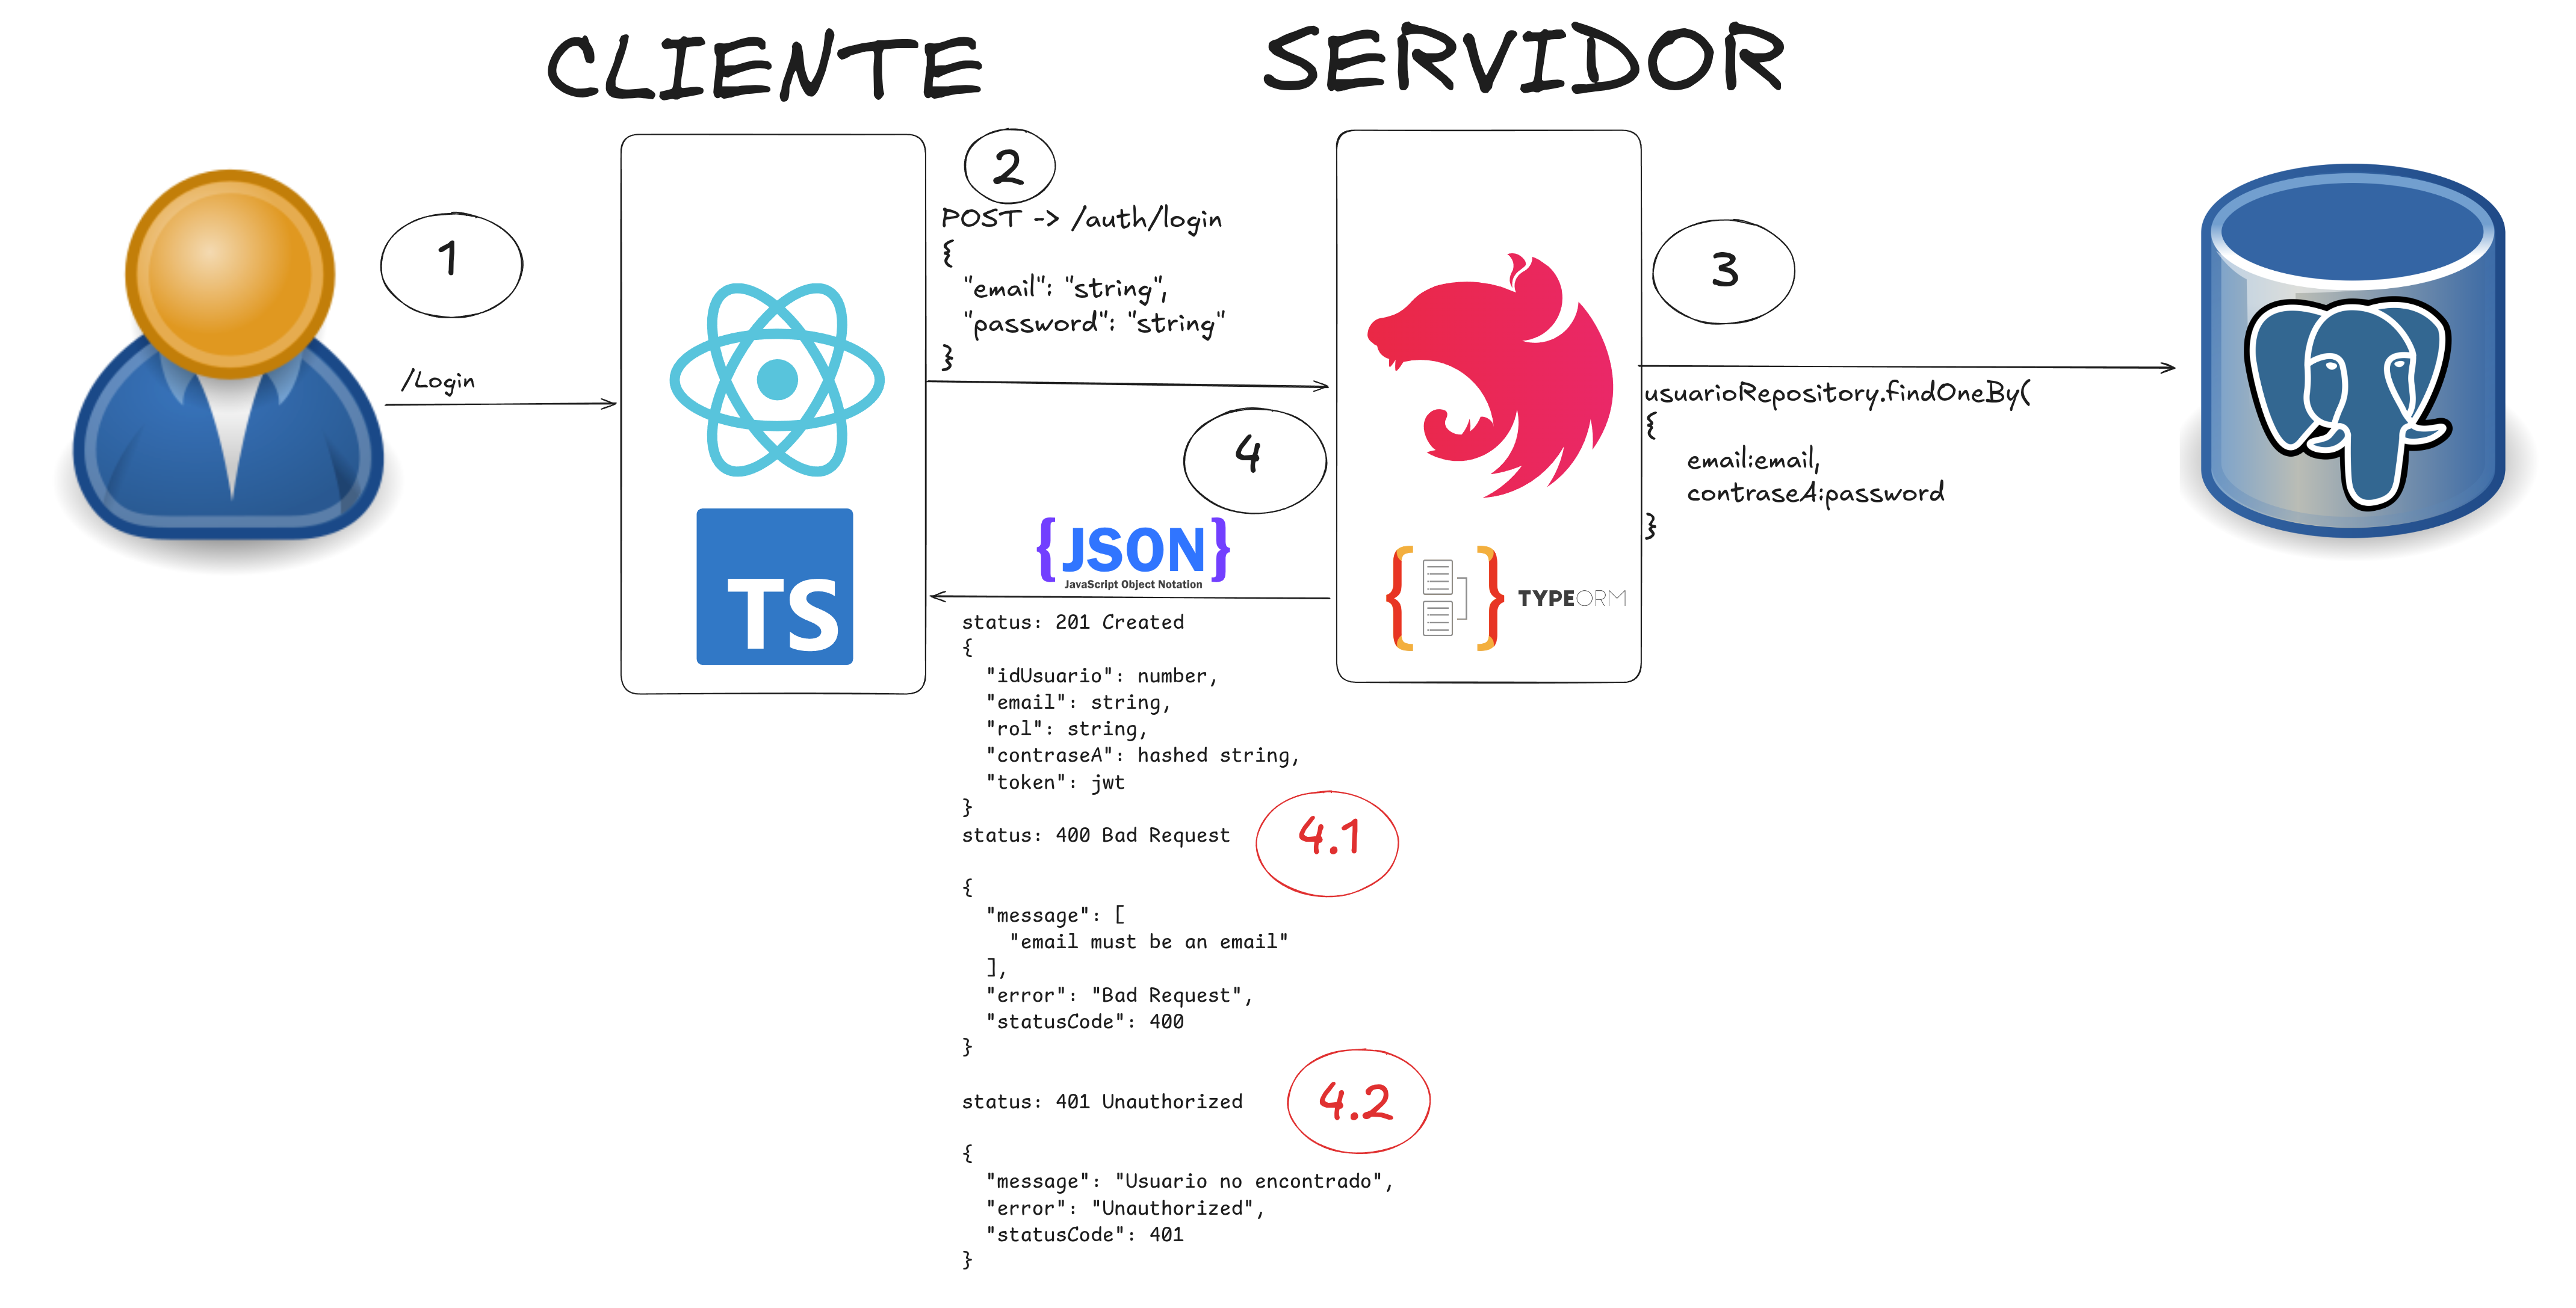 CLIENTE
SERVIDOR
1
/Login
TS
2
POST -> /auth/login
{
"email": "string",
"password": "string"
}
3
usuarioRepository.findOneBy(
{
email:email,
contraseA:password
}
4
{JSON}
JavaScript Object Notation
TYPEORM
status: 201 Created
{
"idUsuario": number,
"email": string,
"rol": string,
"contraseA": hashed string,
"token": jwt
}
status: 400 Bad Request
4.1
{
"message": [
"email must be an email"
],
"error": "Bad Request",
"statusCode": 400
}
status: 401 Unauthorized
4.2
{
"message": "Usuario no encontrado",
"error": "Unauthorized",
"statusCode": 401
}